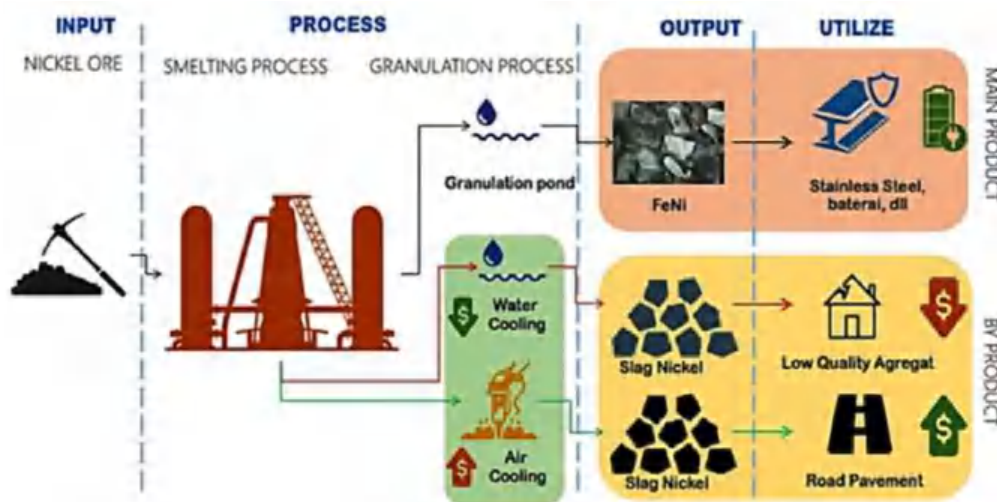 INPUT
PROCESS
OUTPUT
UTILIZE
NICKEL ORE
SMELTING PROCESS
GRANULATION PROCESS
MAIN PRODUCT
Granulation pond
FeNi
Stainless Steel,
baterai, dll
$
Water
Cooling
Slag Nickel
Low Quality Agregat
$
BY PRODUCT
$
Air
Cooling
Slag Nickel
Road Pavement
$